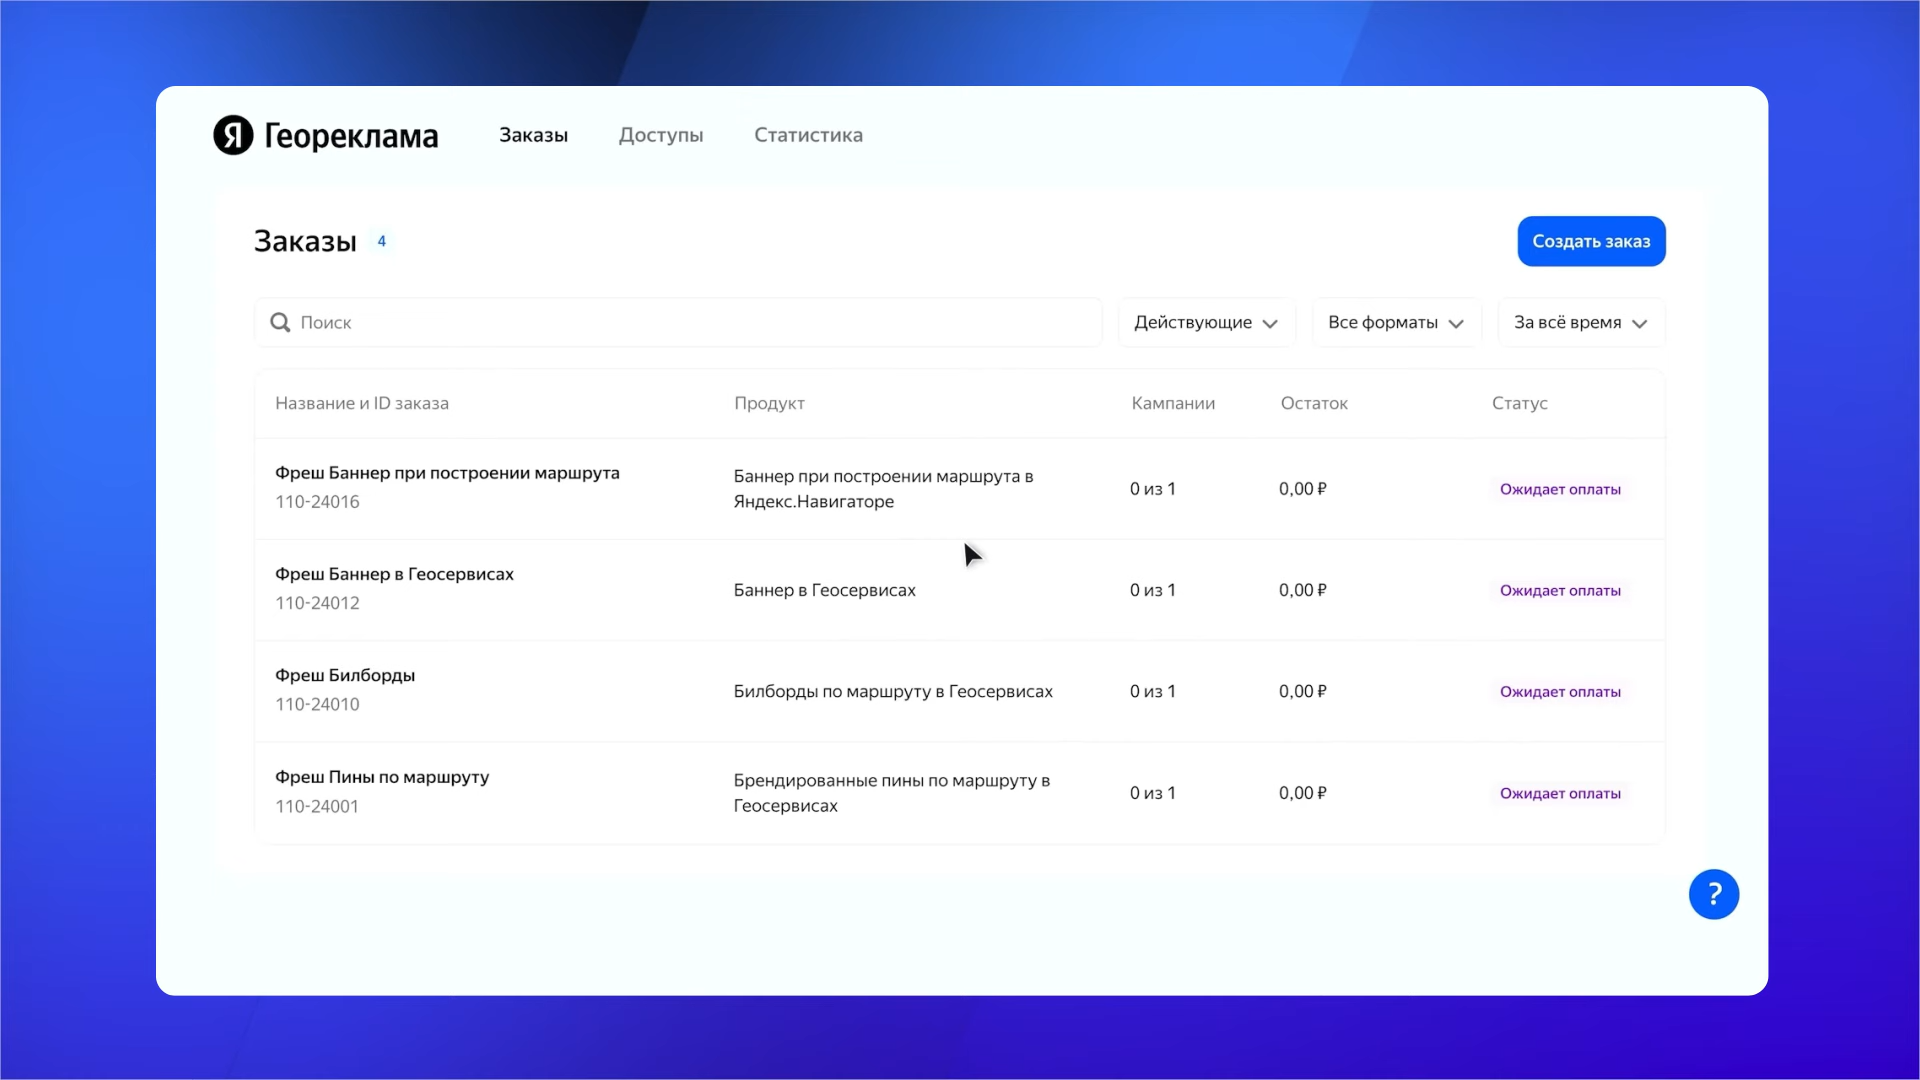 Я Геореклама
Заказы
Доступы
Статистика
Заказы 4
Создать заказ
Поиск
Действующие
Все форматы
За всё время
Название и ID заказа
Продукт
Кампании
Остаток
Статус
Фреш Баннер при построении маршрута
110-24016
Баннер при построении маршрута в
Яндекс.Навигаторе
0 из 1
0,00 ₽
Ожидает оплаты
Фреш Баннер в Геосервисах
110-24012
Баннер в Геосервисах
0 из 1
0,00 ₽
Ожидает оплаты
Фреш Билборды
110-24010
Билборды по маршруту в Геосервисах
0 из 1
0,00 ₽
Ожидает оплаты
Фреш Пины по маршруту
110-24001
Брендированные пины по маршруту в
Геосервисах
0 из 1
0,00 ₽
Ожидает оплаты
?